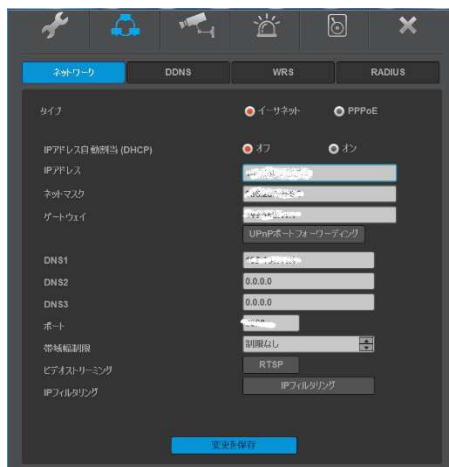 ネットワーク DDNS WRS RADIUS
タイプ イーサネット PPPoE
IPアドレス自動割当 (DHCP) オフ オン
IPアドレス
ネットマスク
ゲートウェイ
UPnPポートフォーワーディング
DNS1
DNS2 0.0.0.0
DNS3 0.0.0.0
ポート
帯域幅制限 制限なし
ビデオストリーミング RTSP
IPフィルタリング IPフィルタリング
変更を保存